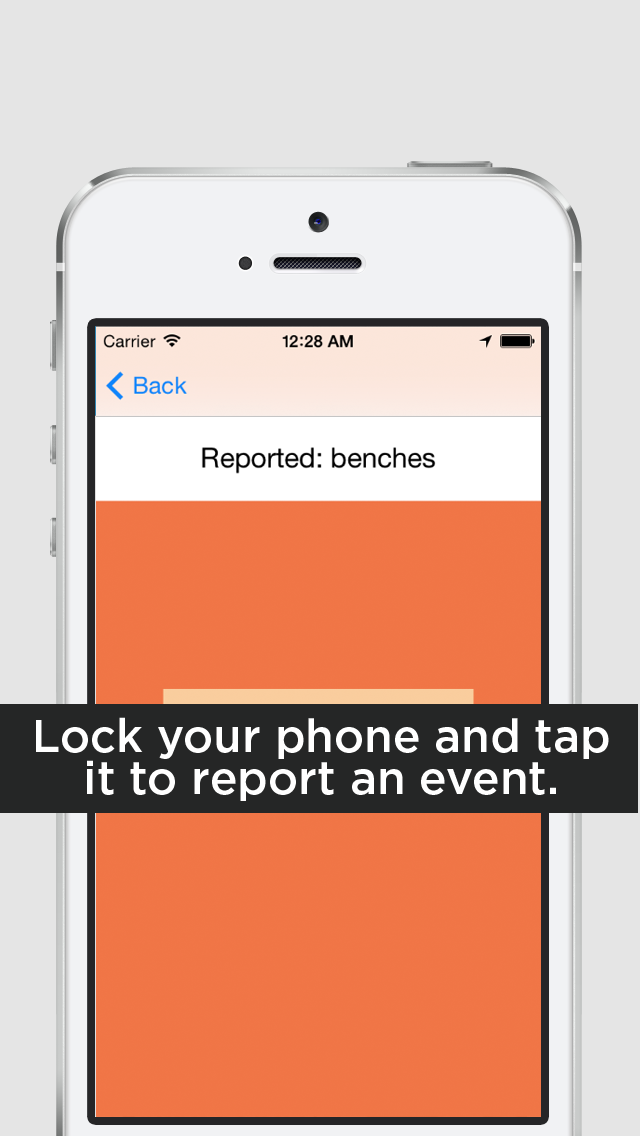 Carrier 12:28 AM
Back
Reported: benches
Lock your phone and tap
it to report an event.